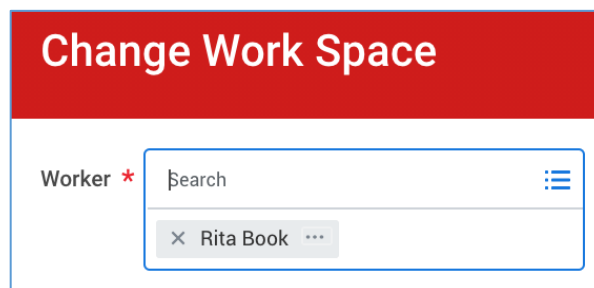 Change Work Space
Worker *
Search
× Rita Book ···